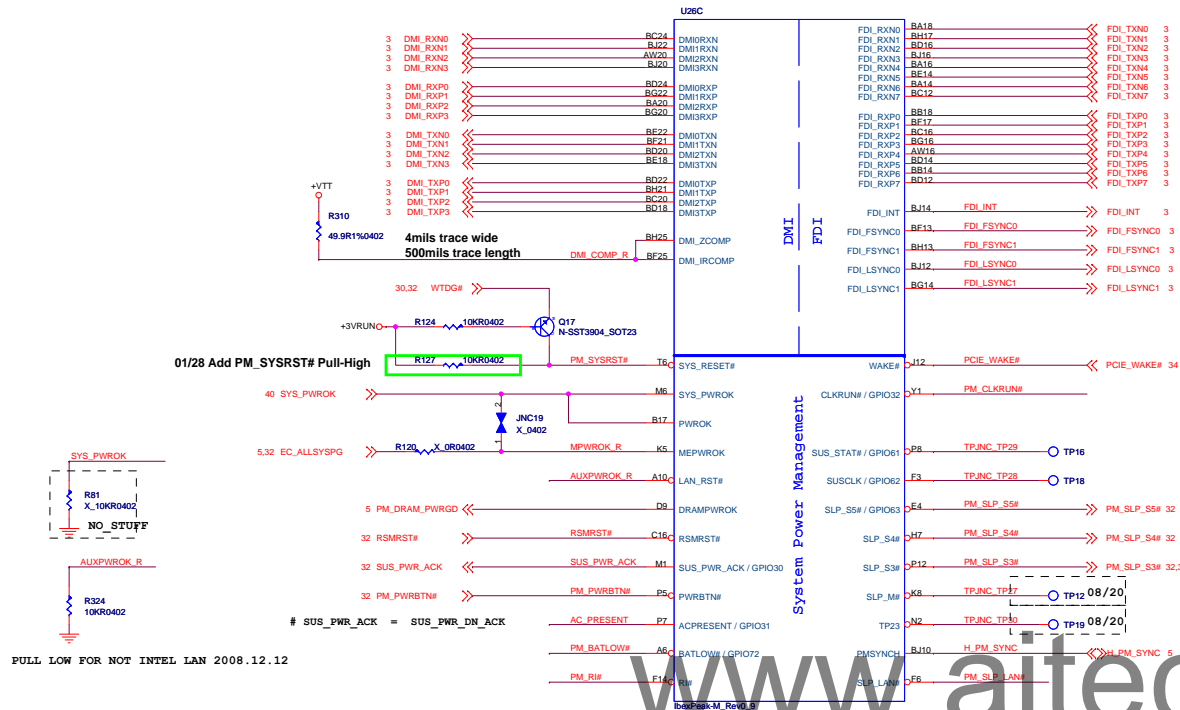 U26C
3 DMI_RXN0 BC24 DMI0RXN FDI_RXN0 BA18 FDI_TXN0 3
3 DMI_RXN1 BJ22 DMI1RXN FDI_RXN1 BH17 FDI_TXN1 3
3 DMI_RXN2 AW20 DMI2RXN FDI_RXN2 BD16 FDI_TXN2 3
3 DMI_RXN3 BJ20 DMI3RXN FDI_RXN3 BJ16 FDI_TXN3 3
FDI_RXN4 BA16 FDI_TXN4 3
FDI_RXN5 BE14 FDI_TXN5 3
3 DMI_RXP0 BD24 DMI0RXP FDI_RXN6 BA14 FDI_TXN6 3
3 DMI_RXP1 BG22 DMI1RXP FDI_RXN7 BC12 FDI_TXN7 3
3 DMI_RXP2 BA20 DMI2RXP
3 DMI_RXP3 BG20 DMI3RXP FDI_RXP0 BB18 FDI_TXP0 3
FDI_RXP1 BF17 FDI_TXP1 3
3 DMI_TXN0 BE22 DMI0TXN FDI_RXP2 BC16 FDI_TXP2 3
3 DMI_TXN1 BF21 DMI1TXN FDI_RXP3 BG16 FDI_TXP3 3
3 DMI_TXN2 BD20 DMI2TXN FDI_RXP4 AW16 FDI_TXP4 3
3 DMI_TXN3 BE18 DMI3TXN FDI_RXP5 BD14 FDI_TXP5 3
FDI_RXP6 BB14 FDI_TXP6 3
3 DMI_TXP0 BD22 DMI0TXP FDI_RXP7 BD12 FDI_TXP7 3
3 DMI_TXP1 BH21 DMI1TXP
3 DMI_TXP2 BC20 DMI2TXP
3 DMI_TXP3 BD18 DMI3TXP FDI_INT BJ14 FDI_INT FDI_INT 3
+VTT
R310
49.9R1%0402
DMI FDI
FDI_FSYNC0 BF13 FDI_FSYNC0 FDI_FSYNC0 3
4mils trace wide
500mils trace length
BH25 DMI_ZCOMP FDI_FSYNC1 BH13 FDI_FSYNC1 FDI_FSYNC1 3
DMI_COMP_R BF25 DMI_IRCOMP FDI_LSYNC0 BJ12 FDI_LSYNC0 FDI_LSYNC0 3
30,32 WTDG# FDI_LSYNC1 BG14 FDI_LSYNC1 FDI_LSYNC1 3
+3VRUN R124 10KR0402 Q17
N-SST3904_SOT23
01/28 Add PM_SYSRST# Pull-High R127 10KR0402 PM_SYSRST# T6 SYS_RESET# WAKE# J12 PCIE_WAKE# PCIE_WAKE# 34
40 SYS_PWROK M6 SYS_PWROK CLKRUN# / GPIO32 Y1 PM_CLKRUN#
2 JNC19 X_0402 1
B17 PWROK
System Power Management
5,32 EC_ALLSYSPG R120 X_0R0402 MPWROK_R K5 MEPWROK SUS_STAT# / GPIO61 P8 TPJNC_TP29 TP16
SYS_PWROK
AUXPWROK_R A10 LAN_RST# SUSCLK / GPIO62 F3 TPJNC_TP28 TP18
R81
X_10KR0402
NO_STUFF
5 PM_DRAM_PWRGD D9 DRAMPWROK SLP_S5# / GPIO63 E4 PM_SLP_S5# PM_SLP_S5# 32
32 RSMRST# RSMRST# C16 RSMRST# SLP_S4# H7 PM_SLP_S4# PM_SLP_S4# 32
AUXPWROK_R
32 SUS_PWR_ACK SUS_PWR_ACK M1 SUS_PWR_ACK / GPIO30 SLP_S3# P12 PM_SLP_S3# PM_SLP_S3# 32,3
R324
10KR0402
32 PM_PWRBTN# PM_PWRBTN# P5 PWRBTN# SLP_M# K8 TPJNC_TP27 TP12 08/20
# SUS_PWR_ACK = SUS_PWR_DN_ACK
AC_PRESENT P7 ACPRESENT / GPIO31 TP23 N2 TPJNC_TP30 TP19 08/20
PULL LOW FOR NOT INTEL LAN 2008.12.12
PM_BATLOW# A6 BATLOW# / GPIO72 PMSYNCH BJ10 H_PM_SYNC H_PM_SYNC 5
PM_RI# F14 RI# SLP_LAN# F6 PM_SLP_LAN#
IbexPeak-M_Rev0_9
www.aitec